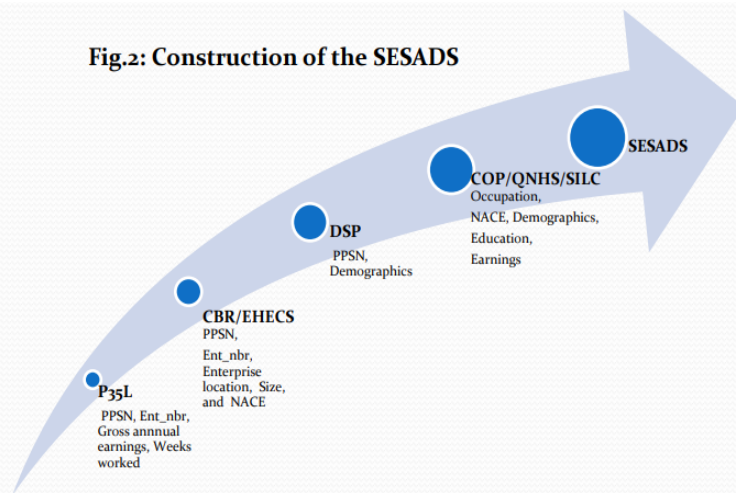 Fig.2: Construction of the SESADS
SESADS
COP/QNHS/SILC
Occupation,
NACE, Demographics,
Education,
Earnings
DSP
PPSN,
Demographics
CBR/EHECS
PPSN,
Ent_nbr,
Enterprise
location, Size,
and NACE
P35L
PPSN, Ent_nbr,
Gross annnual
earnings, Weeks
worked